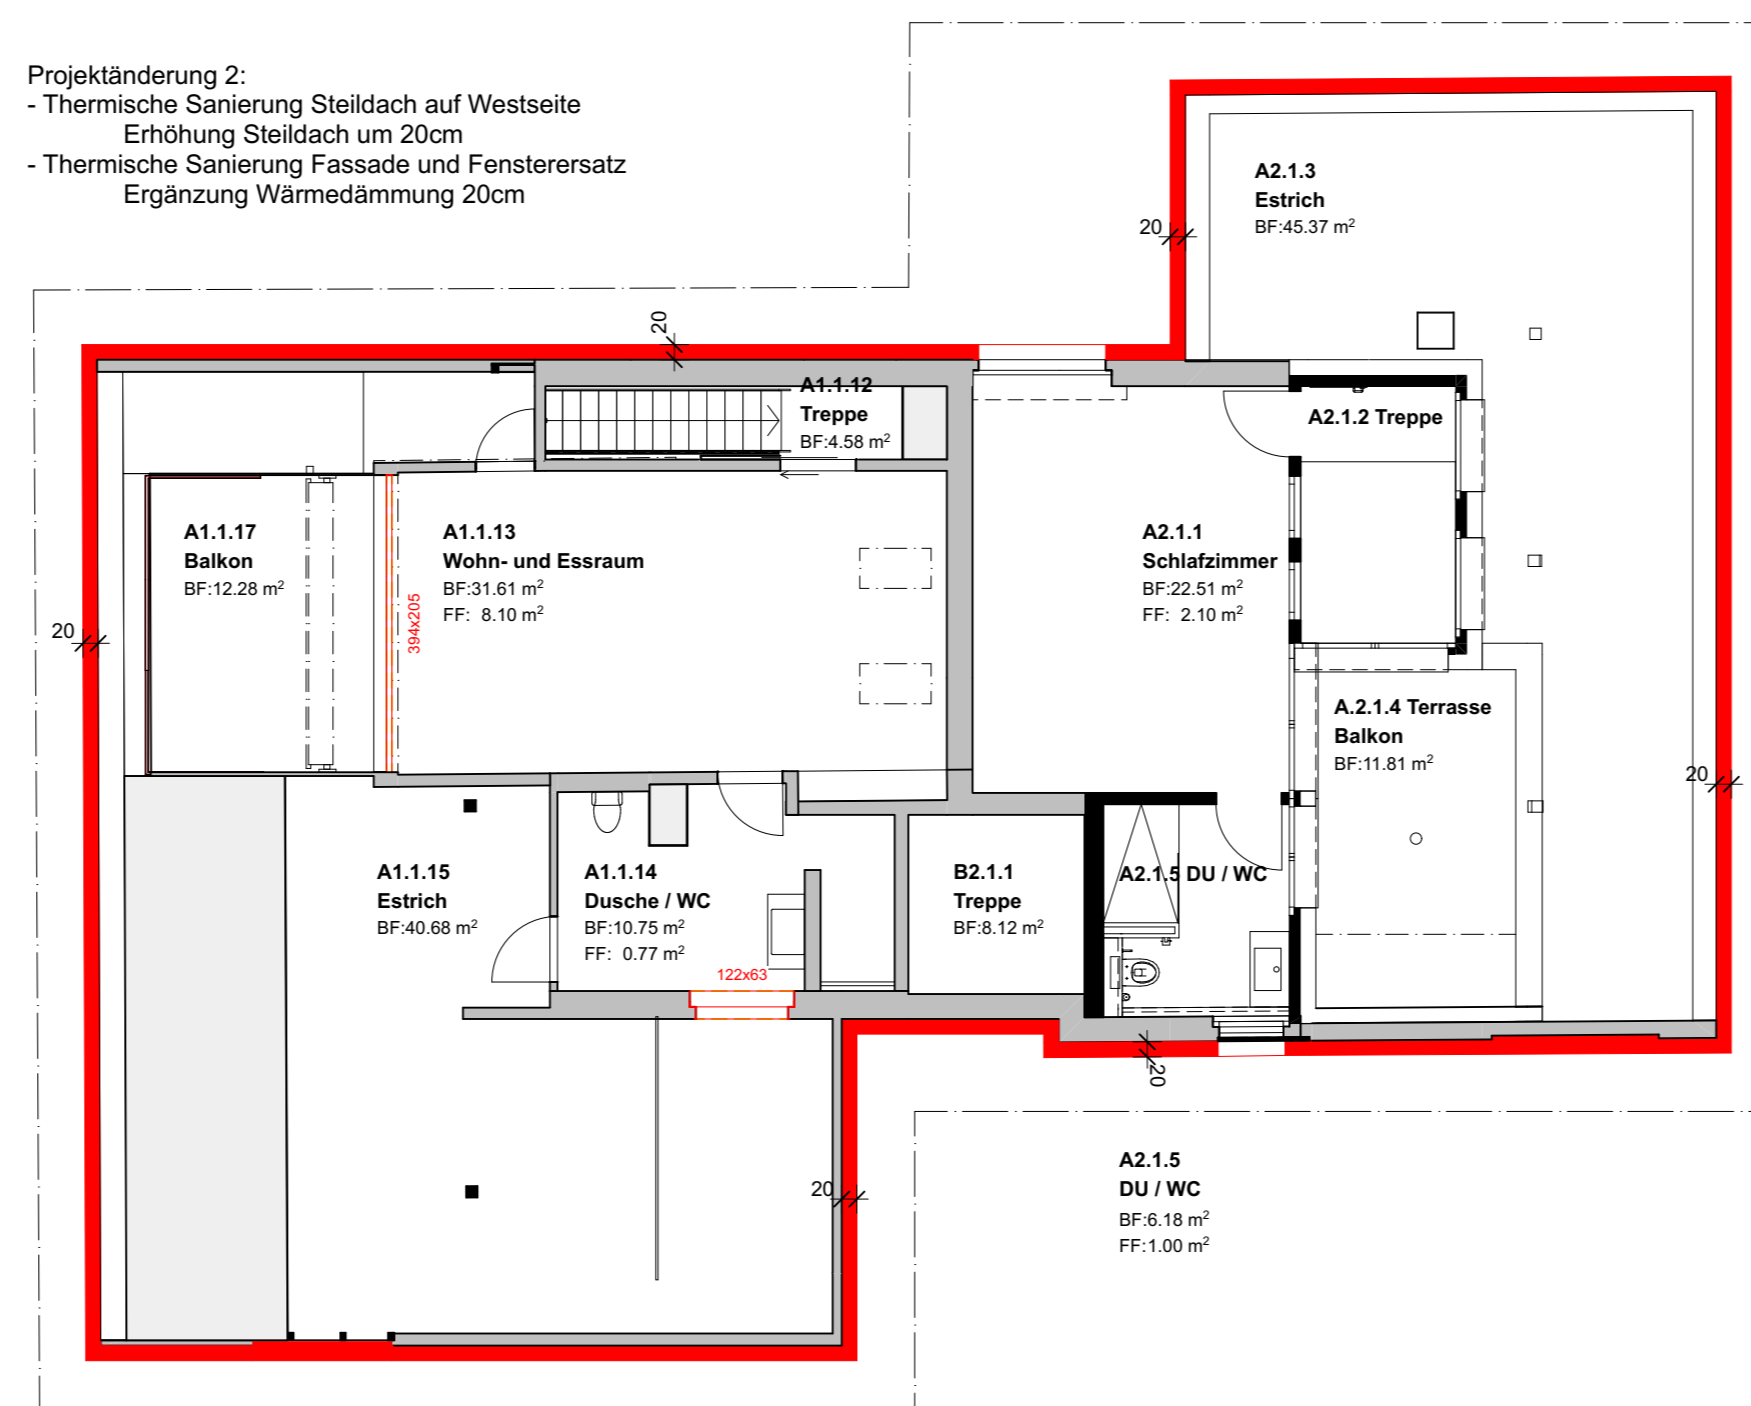 Projektänderung 2:
- Thermische Sanierung Steildach auf Westseite
Erhöhung Steildach um 20cm
- Thermische Sanierung Fassade und Fensterersatz
Ergänzung Wärmedämmung 20cm
A2.1.3
Estrich
BF:45.37 m²
20
20
A1.1.12
Treppe
BF:4.58 m²
A2.1.2 Treppe
A1.1.17
Balkon
BF:12.28 m²
A1.1.13
Wohn- und Essraum
BF:31.61 m²
FF: 8.10 m²
394x205
A2.1.1
Schlafzimmer
BF:22.51 m²
FF: 2.10 m²
20
A.2.1.4 Terrasse
Balkon
BF:11.81 m²
20
A1.1.15
Estrich
BF:40.68 m²
A1.1.14
Dusche / WC
BF:10.75 m²
FF: 0.77 m²
122x63
B2.1.1
Treppe
BF:8.12 m²
A2.1.5 DU / WC
20
20
A2.1.5
DU / WC
BF:6.18 m²
FF:1.00 m²